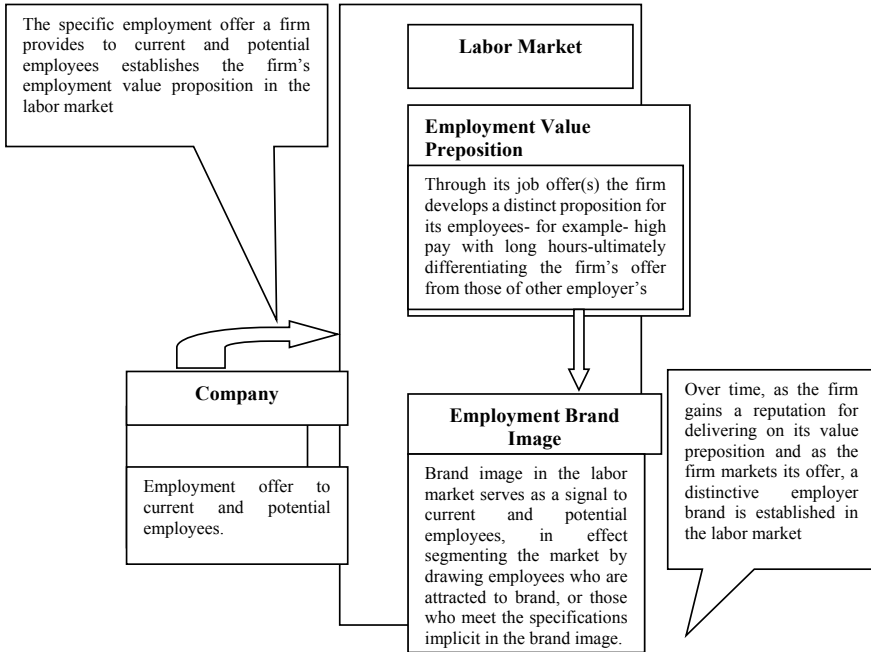 The specific employment offer a firm
provides to current and potential
employees establishes the firm's
employment value proposition in the
labor market
Labor Market
Employment Value
Preposition
Through its job offer(s) the firm
develops a distinct proposition for
its employees- for example- high
pay with long hours-ultimately
differentiating the firm's offer
from those of other employer's
Company
Employment offer to
current and potential
employees.
Employment Brand
Image
Brand image in the labor
market serves as a signal to
current and potential
employees, in effect
segmenting the market by
drawing employees who are
attracted to brand, or those
who meet the specifications
implicit in the brand image.
Over time, as the firm
gains a reputation for
delivering on its value
preposition and as the
firm markets its offer, a
distinctive employer
brand is established in
the labor market